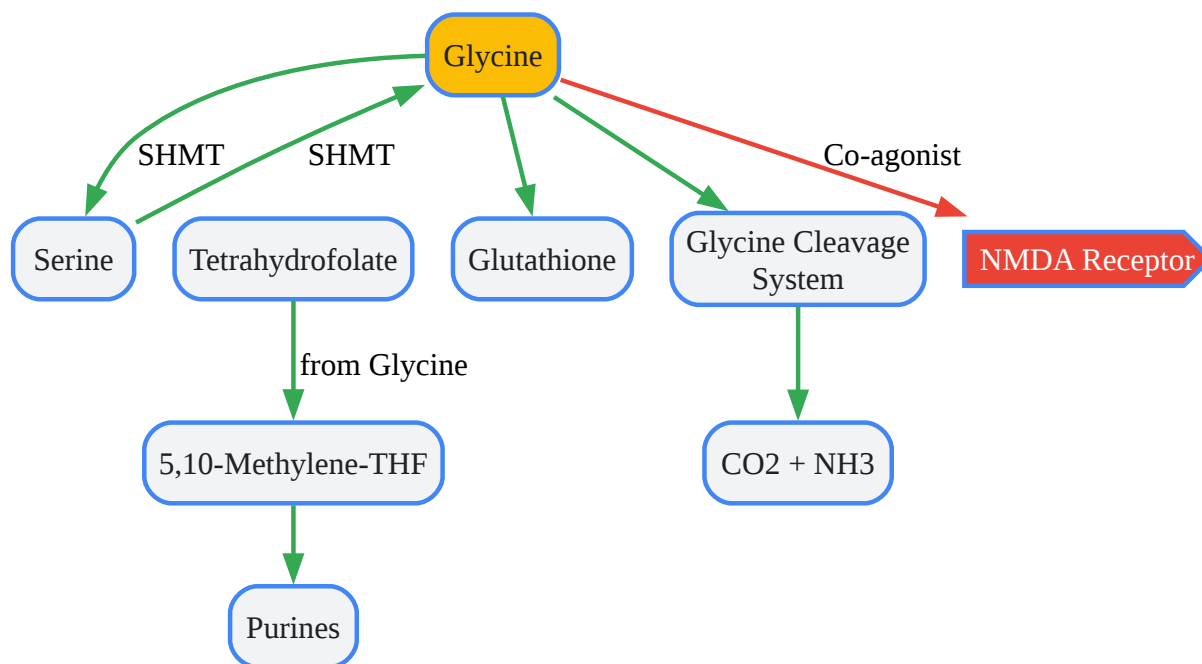 Glycine
SHMT
SHMT
Co-agonist
Serine
Tetrahydrofolate
Glutathione
Glycine Cleavage
System
NMDA Receptor
from Glycine
5,10-Methylene-THF
CO2 + NH3
Purines